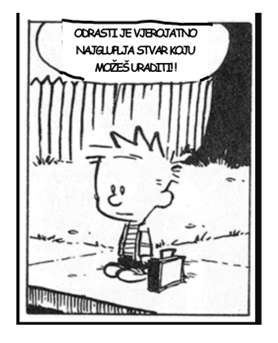 ODRASTI JE VJEROJATNO
NAJGLUPLJA STVAR KOJU
MOŽEŠ URADITI!!